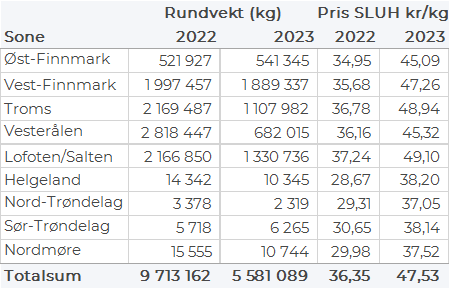 Rundvekt (kg) Pris SLUH kr/kg
Sone 2022 2023 2022 2023
Øst-Finnmark 521 927 541 345 34,95 45,09
Vest-Finnmark 1 997 457 1 889 337 35,68 47,26
Troms 2 169 487 1 107 982 36,78 48,94
Vesterålen 2 818 447 682 015 36,16 45,32
Lofoten/Salten 2 166 850 1 330 736 37,24 49,10
Helgeland 14 342 10 345 28,67 38,20
Nord-Trøndelag 3 378 2 319 29,31 37,05
Sør-Trøndelag 5 718 6 265 30,65 38,14
Nordmøre 15 555 10 744 29,98 37,52
Totalsum 9 713 162 5 581 089 36,35 47,53